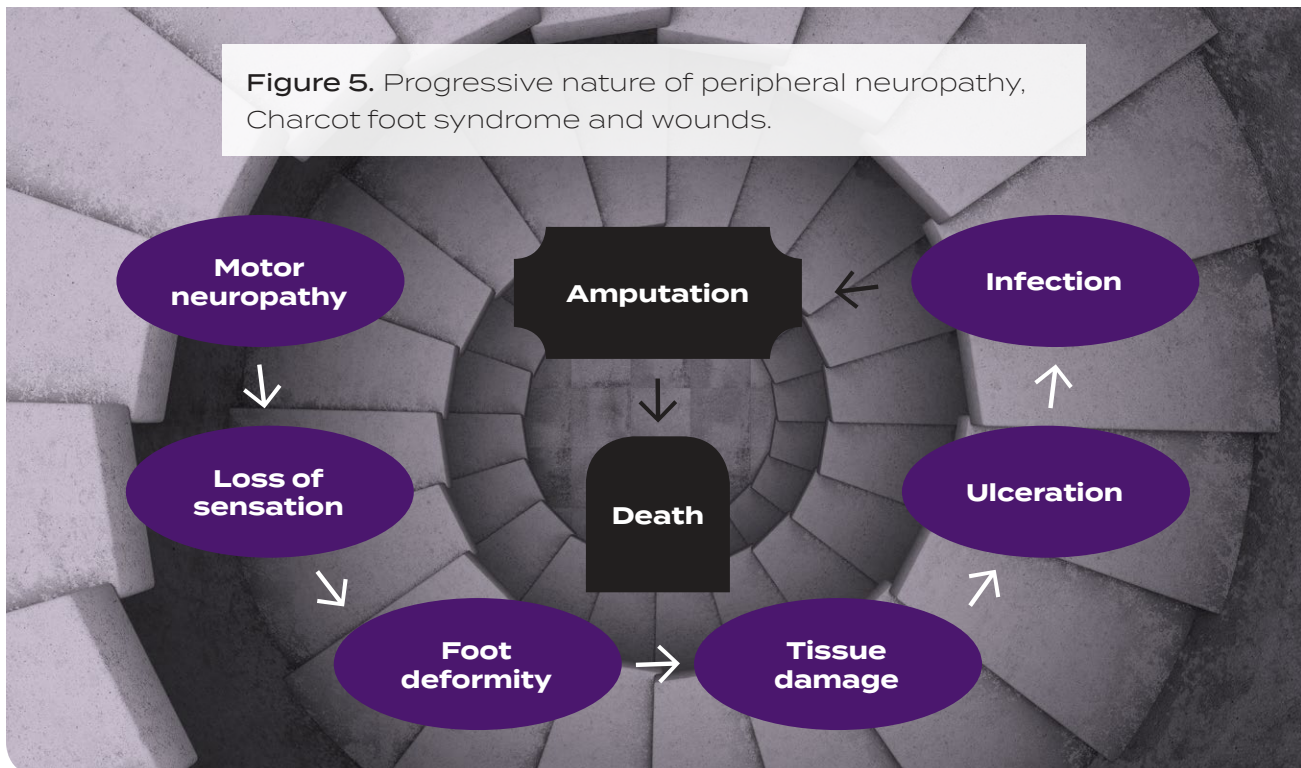 Figure 5. Progressive nature of peripheral neuropathy,
Charcot foot syndrome and wounds.
Motor
neuropathy
Loss of
sensation
Foot
deformity
Tissue
damage
Ulceration
Infection
Amputation
Death